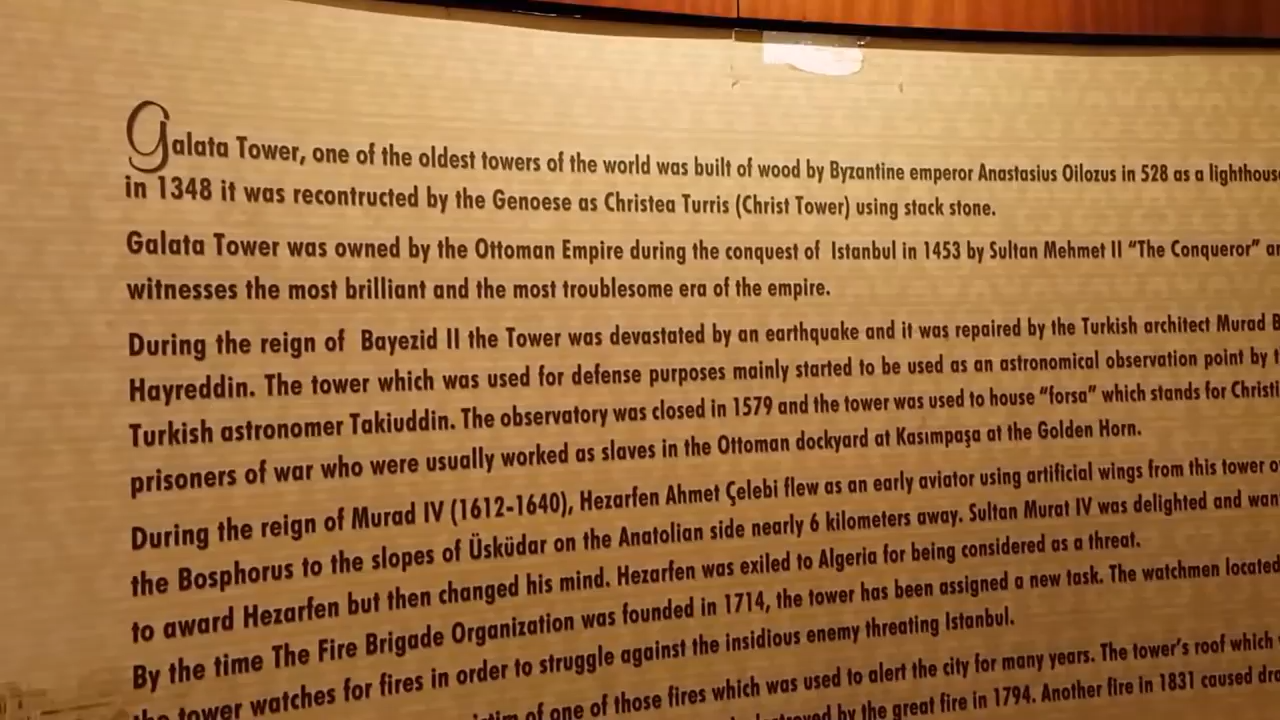 Galata Tower, one of the oldest towers of the world was built of wood by Byzantine emperor Anastasius Oilozus in 528 as a lighthouse
in 1348 it was recontructed by the Genoese as Christea Turris (Christ Tower) using stack stone.
Galata Tower was owned by the Ottoman Empire during the conquest of Istanbul in 1453 by Sultan Mehmet II “The Conqueror”
witnesses the most brilliant and the most troublesome era of the empire.
During the reign of Bayezid II the Tower was devastated by an earthquake and it was repaired by the Turkish architect Murad
Hayreddin. The tower which was used for defense purposes mainly started to be used as an astronomical observation point by
Turkish astronomer Takiuddin. The observatory was closed in 1579 and the tower was used to house “forsa” which stands for
prisoners of war who were usually worked as slaves in the Ottoman dockyard at Kasımpaşa at the Golden Horn.
During the reign of Murad IV (1612-1640), Hezarfen Ahmet Çelebi flew as an early aviator using artificial wings from this tower
the Bosphorus to the slopes of Üsküdar on the Anatolian side nearly 6 kilometers away. Sultan Murat IV was delighted and
to award Hezarfen but then changed his mind. Hezarfen was exiled to Algeria for being considered as a threat.
By the time The Fire Brigade Organization was founded in 1714, the tower has been assigned a new task. The watchmen located
the tower watches for fires in order to struggle against the insidious enemy threating Istanbul.
of one of those fires which was used to alert the city for many years. The tower’s roof which
by the great fire in 1794. Another fire in 1831 caused